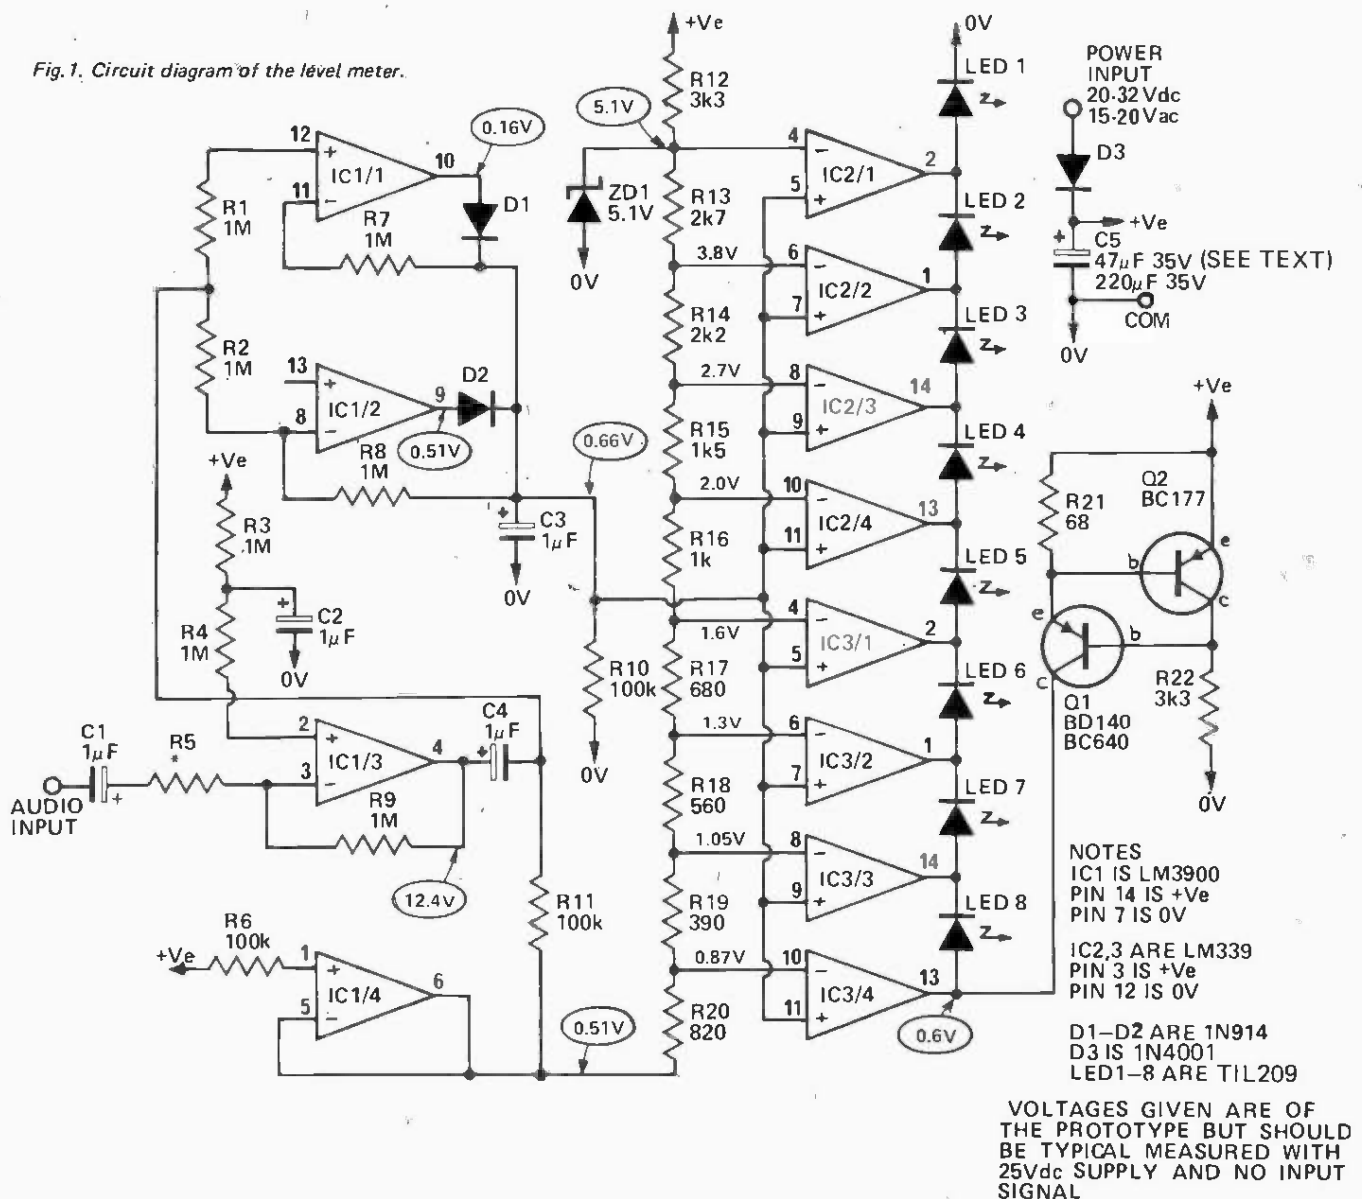 Fig. 1. Circuit diagram of the level meter.
+Ve
R12
3k3
5.1V
ZD1
5.1V
0V
R13
2k7
3.8V
R14
2k2
2.7V
R15
1k5
2.0V
R16
1k
1.6V
R17
680
1.3V
R18
560
1.05V
R19
390
0.87V
R20
820
12
+
IC1/1
10
0.16V
11
-
D1
R1
1M
R7
1M
R2
1M
13
+
IC1/2
9
D2
8
-
0.51V
R8
1M
0.66V
+
C3
1µF
0V
+Ve
R3
1M
R4
1M
+
C2
1µF
0V
C1
1µF
+
R5
*
AUDIO
INPUT
2
+
IC1/3
4
3
-
C4
1µF
+
R9
1M
12.4V
R10
100k
0V
R11
100k
R6
100k
+Ve
1
+
IC1/4
6
5
-
0.51V
4
-
IC2/1
2
5
+
6
-
IC2/2
1
7
+
8
-
IC2/3
14
9
+
10
-
IC2/4
13
11
+
4
-
IC3/1
2
5
+
6
-
IC3/2
1
7
+
8
-
IC3/3
14
9
+
10
-
IC3/4
13
11
+
0.6V
0V
LED 1
LED 2
LED 3
LED 4
LED 5
LED 6
LED 7
LED 8
POWER
INPUT
20-32Vdc
15-20Vac
D3
+Ve
+
C5
47µF 35V (SEE TEXT)
220µF 35V
COM
0V
+Ve
R21
68
Q2
BC177
e
b
c
e
b
c
Q1
BD140
BC640
R22
3k3
0V
NOTES
IC1 IS LM3900
PIN 14 IS +Ve
PIN 7 IS 0V
IC2,3 ARE LM339
PIN 3 IS +Ve
PIN 12 IS 0V
D1–D2 ARE 1N914
D3 IS 1N4001
LED1–8 ARE TIL209
VOLTAGES GIVEN ARE OF
THE PROTOTYPE BUT SHOULD
BE TYPICAL MEASURED WITH
25Vdc SUPPLY AND NO INPUT
SIGNAL